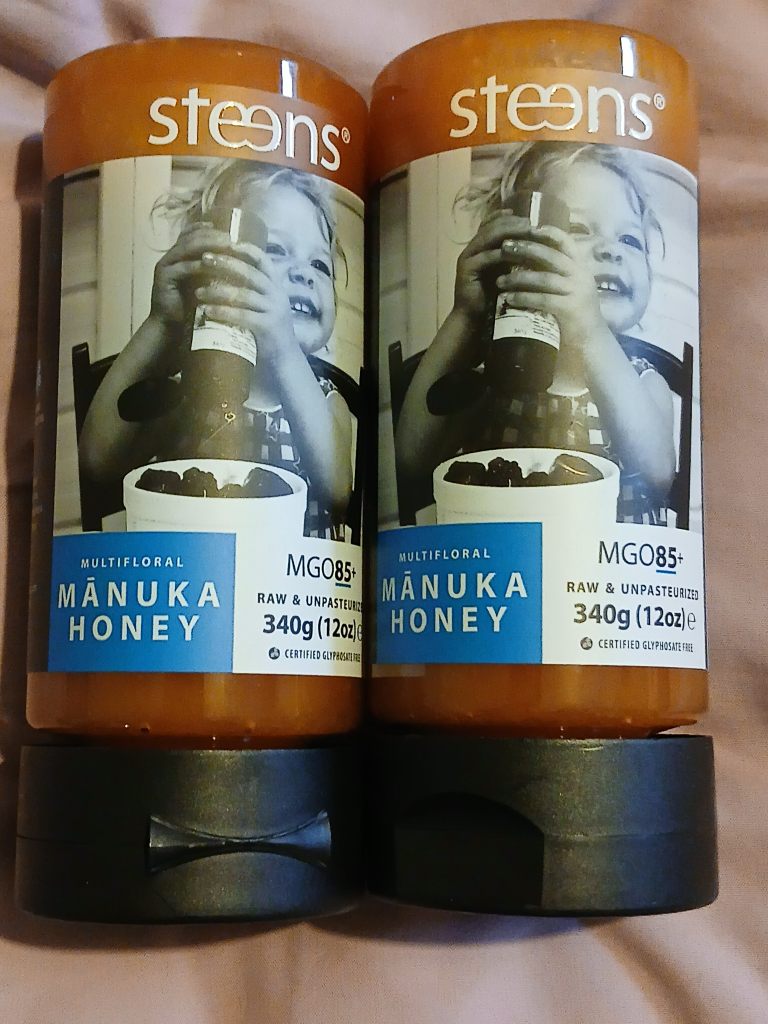 steens®
MULTIFLORAL
MĀNUKA
HONEY
MGO85+
RAW & UNPASTEURIZED
340g (12oz) ℮
CERTIFIED GLYPHOSATE FREE
steens®
MULTIFLORAL
MĀNUKA
HONEY
MGO85+
RAW & UNPASTEURIZED
340g (12oz) ℮
CERTIFIED GLYPHOSATE FREE